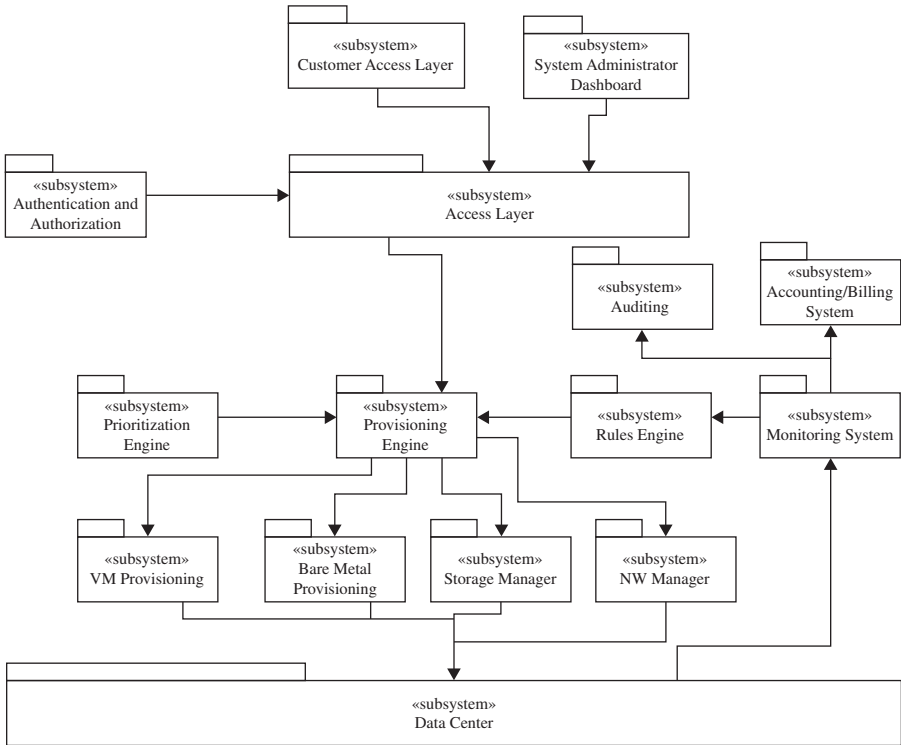 «subsystem»
Customer Access Layer
«subsystem»
System Administrator
Dashboard
«subsystem»
Authentication and
Authorization
«subsystem»
Access Layer
«subsystem»
Auditing
«subsystem»
Accounting/Billing
System
«subsystem»
Prioritization
Engine
«subsystem»
Provisioning
Engine
«subsystem»
Rules Engine
«subsystem»
Monitoring System
«subsystem»
VM Provisioning
«subsystem»
Bare Metal
Provisioning
«subsystem»
Storage Manager
«subsystem»
NW Manager
«subsystem»
Data Center